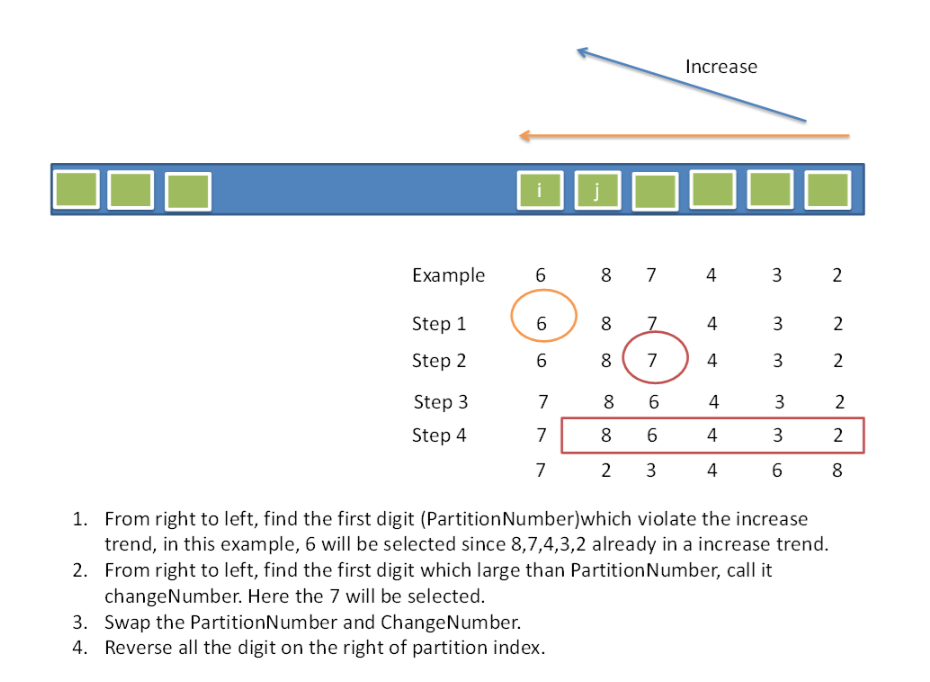 Increase
i j
Example 6 8 7 4 3 2
Step 1 6 8 7 4 3 2
Step 2 6 8 7 4 3 2
Step 3 7 8 6 4 3 2
Step 4 7 8 6 4 3 2
7 2 3 4 6 8
1. From right to left, find the first digit (PartitionNumber)which violate the increase
trend, in this example, 6 will be selected since 8,7,4,3,2 already in a increase trend.
2. From right to left, find the first digit which large than PartitionNumber, call it
changeNumber. Here the 7 will be selected.
3. Swap the PartitionNumber and ChangeNumber.
4. Reverse all the digit on the right of partition index.